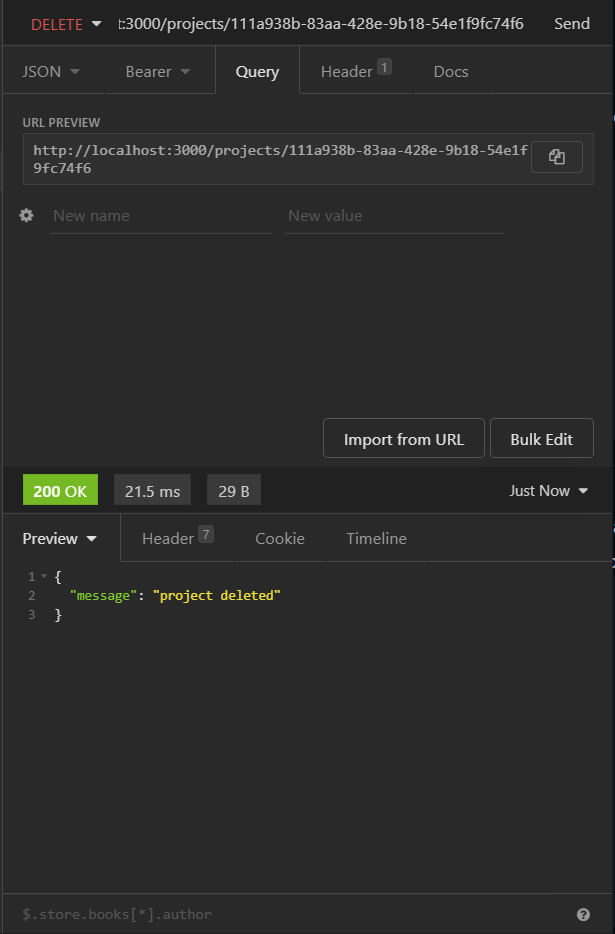 DELETE :3000/projects/111a938b-83aa-428e-9b18-54e1f9fc74f6 Send
JSON Bearer Query Header 1 Docs
URL PREVIEW
http://localhost:3000/projects/111a938b-83aa-428e-9b18-54e1f
9fc74f6
New name New value
Import from URL Bulk Edit
200 OK 21.5 ms 29 B Just Now
Preview Header 7 Cookie Timeline
1 {
2 "message": "project deleted"
3 }
$.store.books[*].author ?